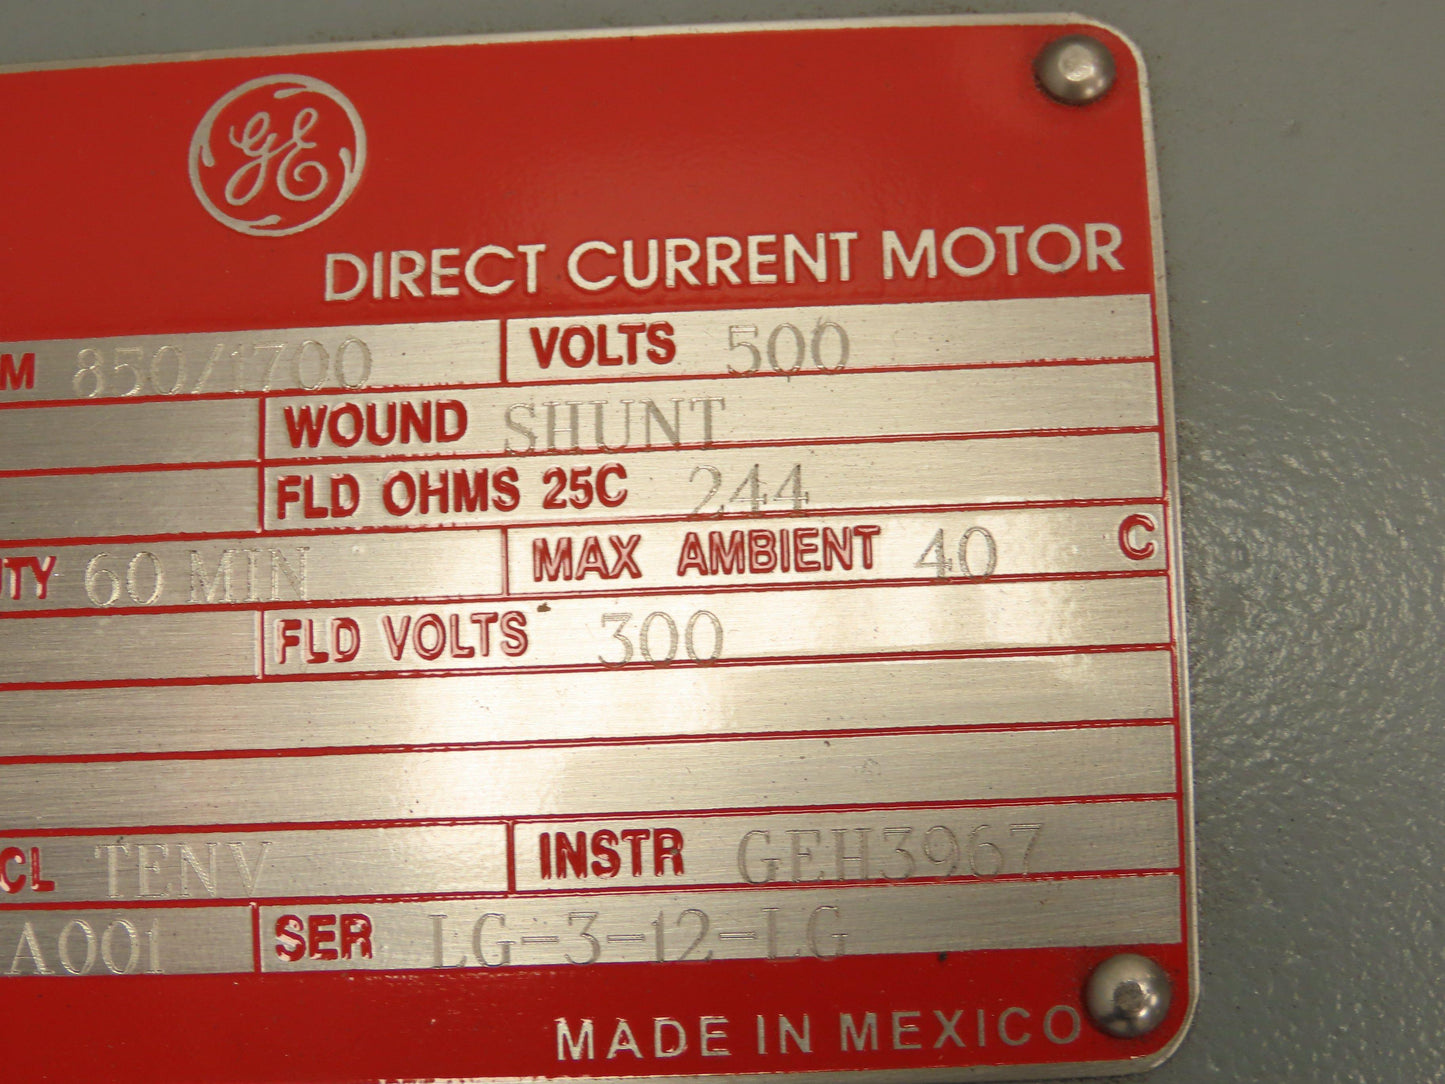 GE
DIRECT CURRENT MOTOR
M 850/1700 VOLTS 500
WOUND SHUNT
FLD OHMS 25C 244
UTY 60 MIN MAX AMBIENT 40 C
FLD VOLTS 300
CL TENV INSTR GEH3967
A001 SER LG-3-12-LG
MADE IN MEXICO